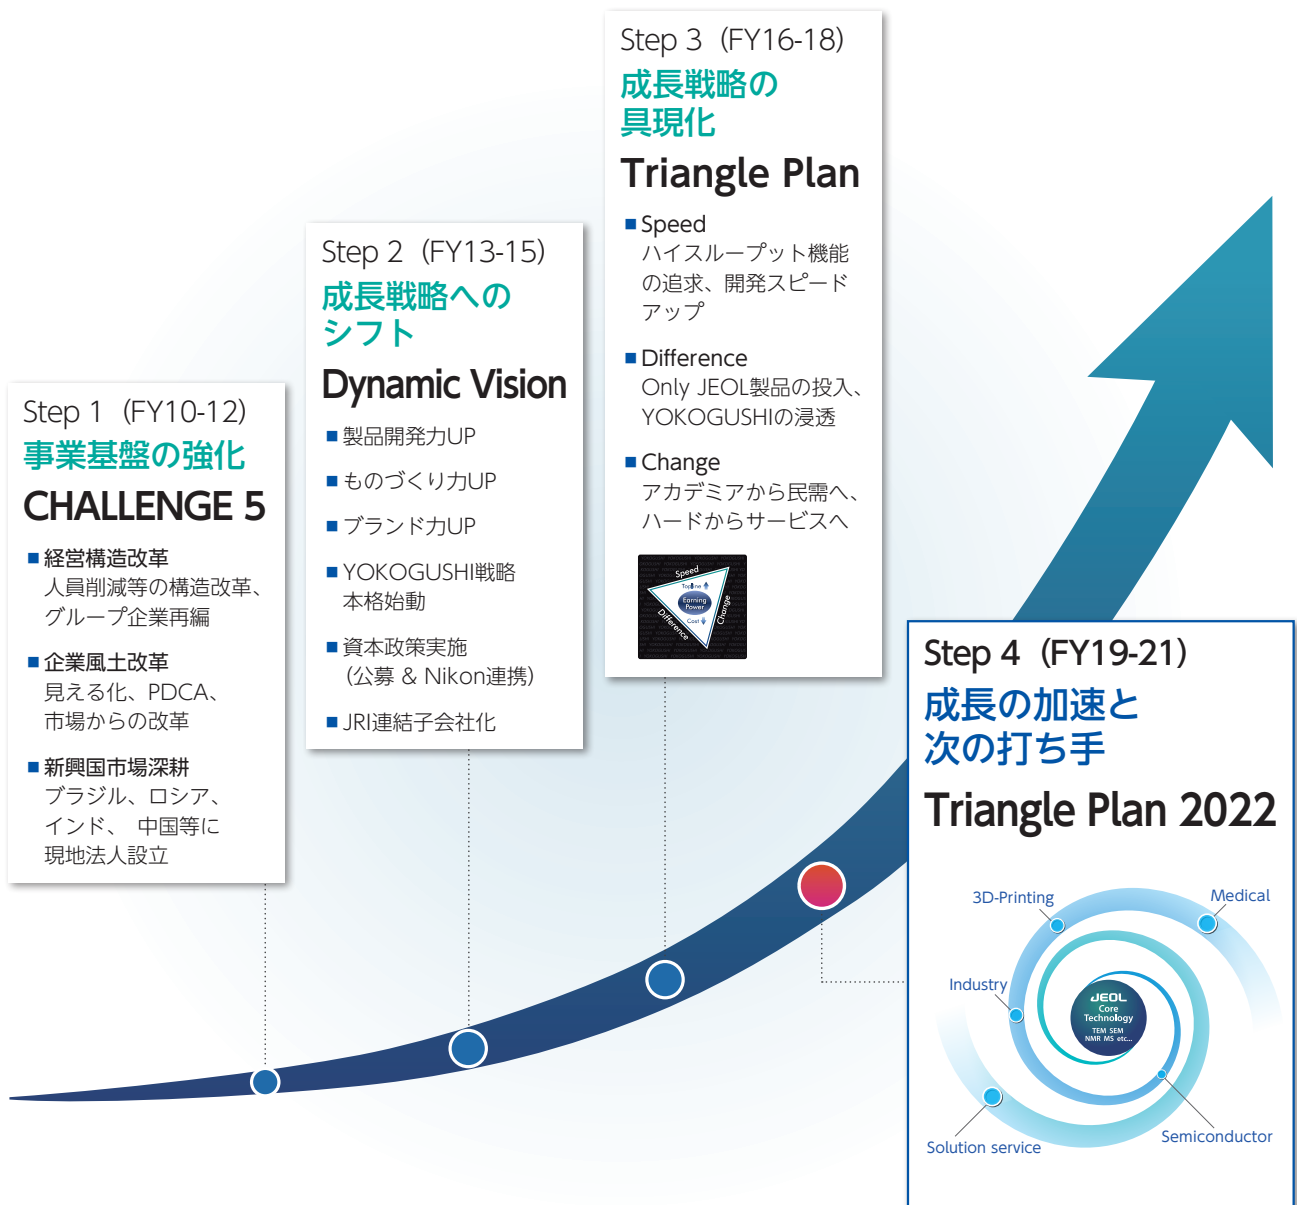 Step 1（FY10-12）
事業基盤の強化
CHALLENGE 5
■経営構造改革
人員削減等の構造改革、
グループ企業再編
■企業風土改革
見える化、PDCA、
市場からの改革
■新興国市場深耕
ブラジル、ロシア、
インド、 中国等に
現地法人設立
Step 2（FY13-15）
成長戦略への
シフト
Dynamic Vision
■製品開発力UP
■ものづくり力UP
■ブランド力UP
■YOKOGUSHI戦略
本格始動
■資本政策実施
（公募 & Nikon連携）
■JRI連結子会社化
Step 3（FY16-18）
成長戦略の
具現化
Triangle Plan
■Speed
ハイスループット機能
の追求、開発スピード
アップ
■Difference
Only JEOL製品の投入、
YOKOGUSHIの浸透
■Change
アカデミアから民需へ、
ハードからサービスへ
Speed
Topline
Earning
Power
Cost
Difference
Change
Step 4（FY19-21）
成長の加速と
次の打ち手
Triangle Plan 2022
3D-Printing
Medical
Industry
JEOL
Core
Technology
TEM SEM
NMR MS etc...
Solution service
Semiconductor